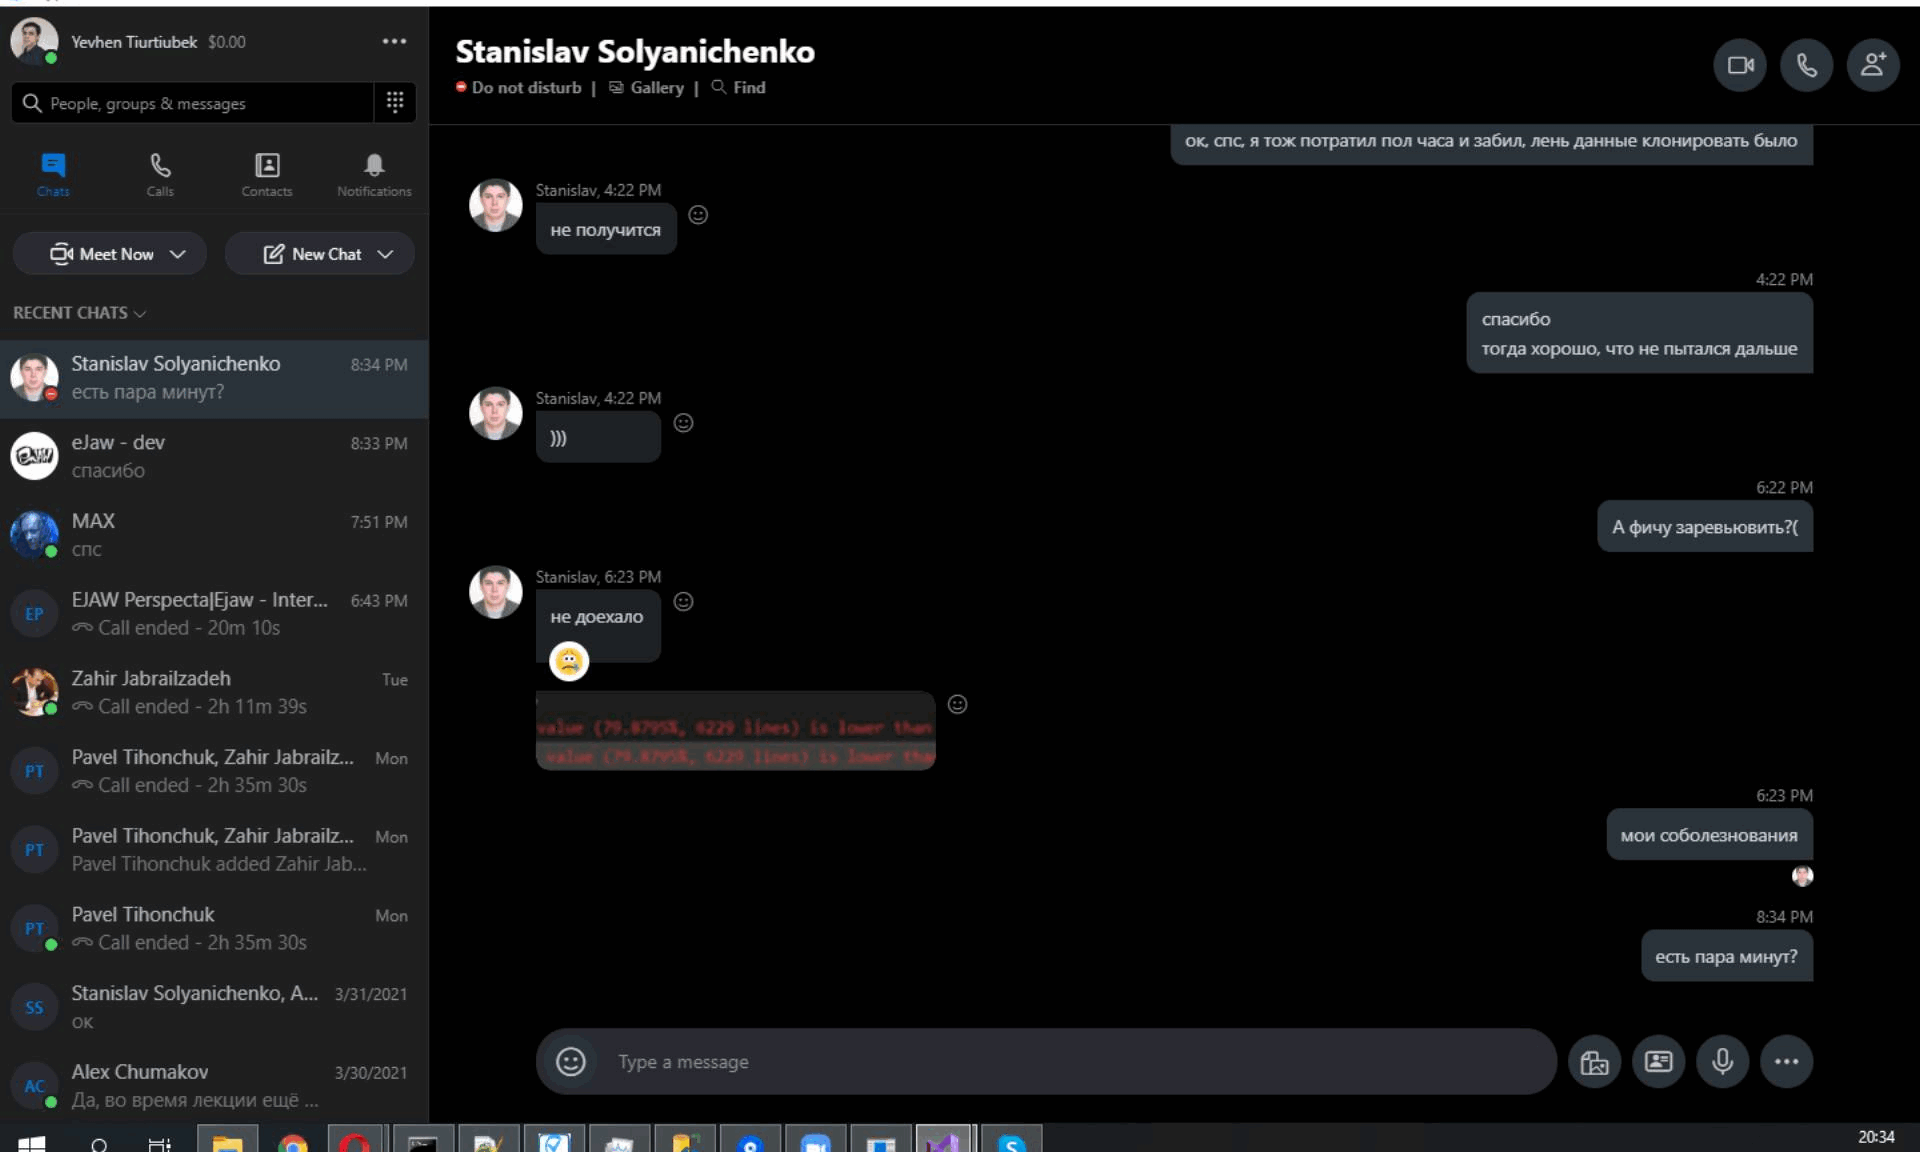 Yevhen Tiurtiubek $0.00
People, groups & messages
Chats
Calls
Contacts
Notifications
Meet Now
New Chat
RECENT CHATS
Stanislav Solyanichenko 8:34 PM
есть пара минут?
eJaw - dev 8:33 PM
спасибо
MAX 7:51 PM
спс
EP
EJAW Perspecta|Ejaw - Inter... 6:43 PM
Call ended - 20m 10s
Zahir Jabrailzadeh Tue
Call ended - 2h 11m 39s
PT
Pavel Tihonchuk, Zahir Jabrailz... Mon
Call ended - 2h 35m 30s
PT
Pavel Tihonchuk, Zahir Jabrailz... Mon
Pavel Tihonchuk added Zahir Jab...
PT
Pavel Tihonchuk Mon
Call ended - 2h 35m 30s
SS
Stanislav Solyanichenko, A... 3/31/2021
ок
AC
Alex Chumakov 3/30/2021
Да, во время лекции ещё ...
Stanislav Solyanichenko
Do not disturb | Gallery | Find
ок, спс, я тож потратил пол часа и забил, лень данные клонировать было
Stanislav, 4:22 PM
не получится
4:22 PM
спасибо
тогда хорошо, что не пытался дальше
Stanislav, 4:22 PM
)))
6:22 PM
А фичу заревьювить?(
Stanislav, 6:23 PM
не доехало
value (79.8795%, 6229 lines) is lower than
value (79.8795%, 6229 lines) is lower tha
6:23 PM
мои соболезнования
8:34 PM
есть пара минут?
Type a message
20:34